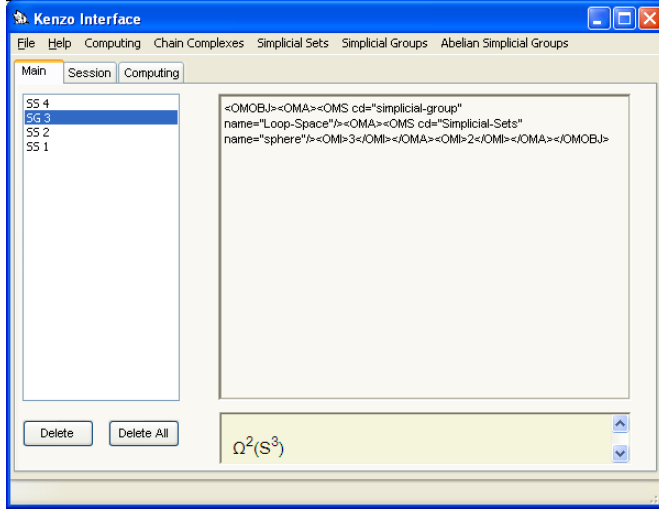 Kenzo Interface
File Help Computing Chain Complexes Simplicial Sets Simplicial Groups Abelian Simplicial Groups
Main Session Computing
SS 4
SG 3
SS 2
SS 1
<OMOBJ><OMA><OMS cd="simplicial-group"
name="Loop-Space"/><OMA><OMS cd="Simplicial-Sets"
name="sphere"/><OMI>3</OMI></OMA><OMI>2</OMI></OMA></OMOBJ>
Delete Delete All
Ω²(S³)